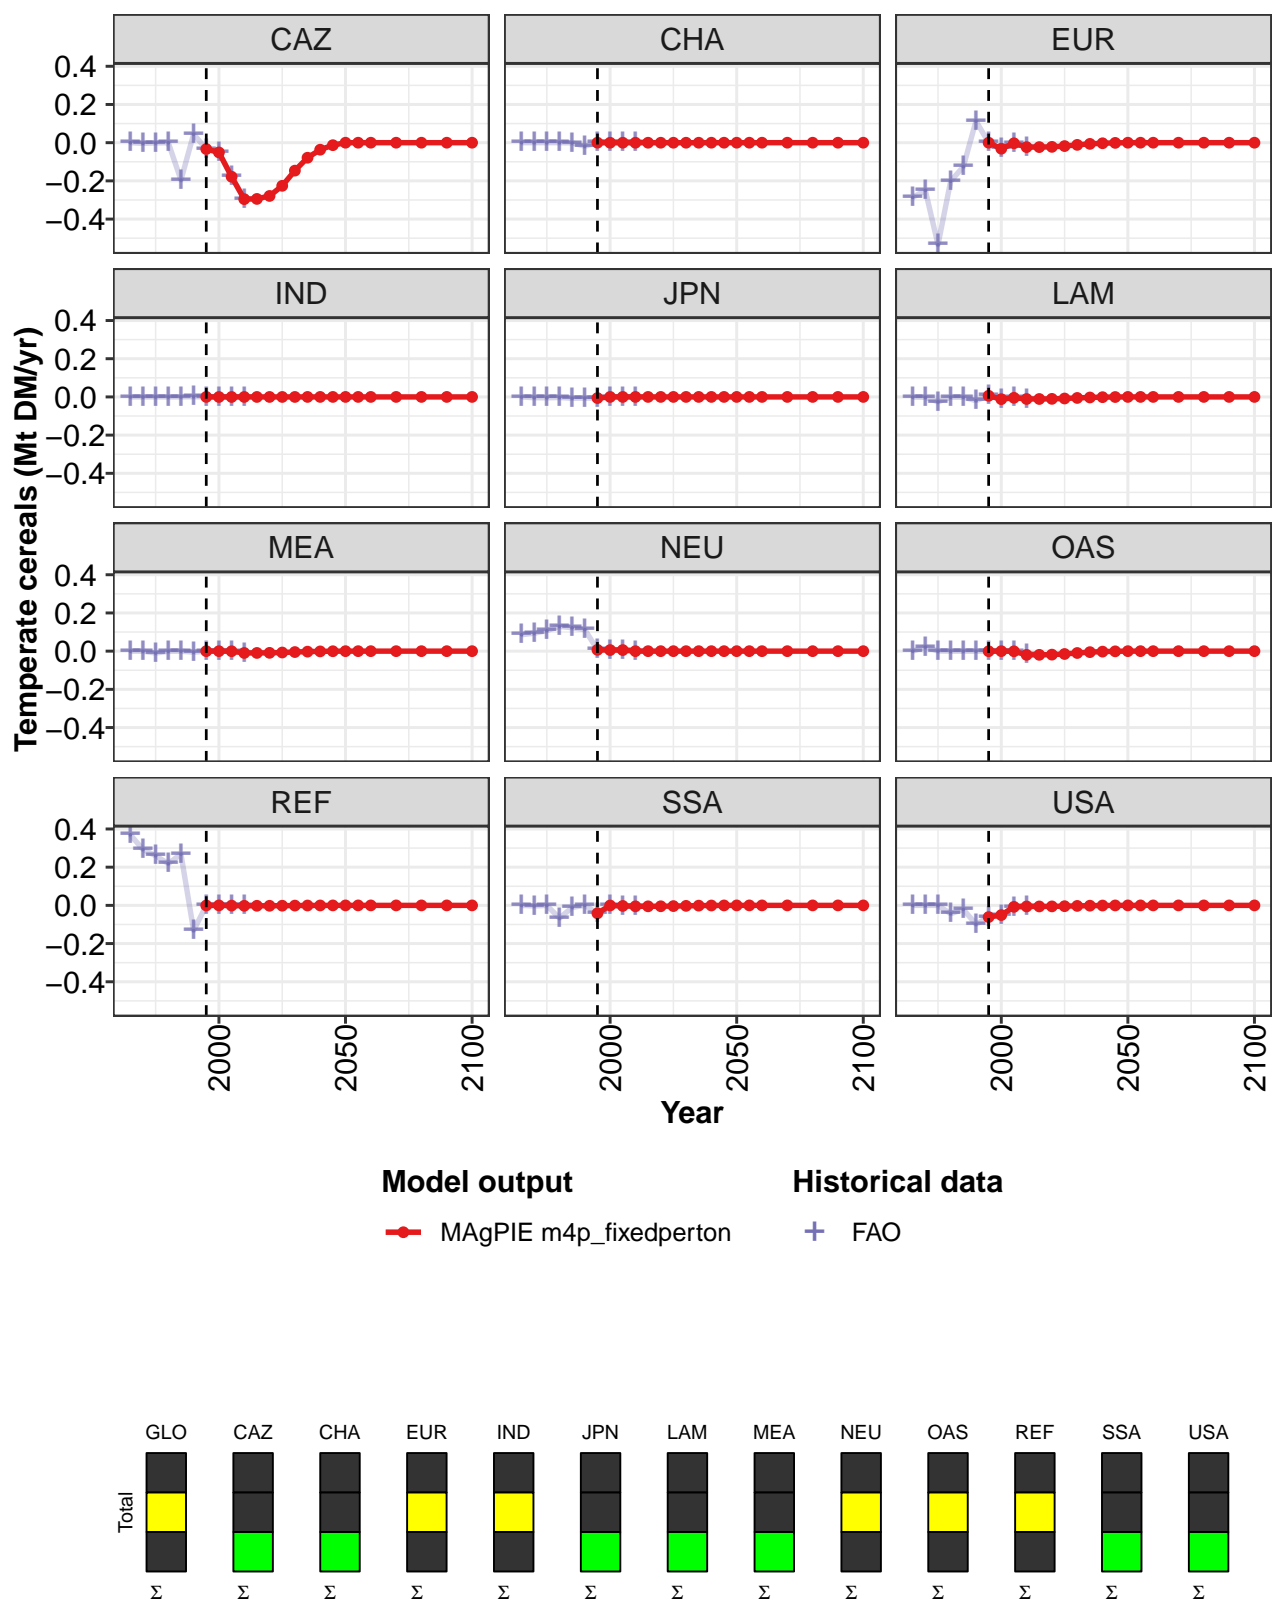 CAZ CHA EUR
0.4
0.2
0.0
−0.2
−0.4
IND JPN LAM
0.4
0.2
0.0
−0.2
−0.4
MEA NEU OAS
0.4
0.2
0.0
−0.2
−0.4
REF SSA USA
0.4
0.2
0.0
−0.2
−0.4
Temperate cereals (Mt DM/yr)
2000 2050 2100 2000 2050 2100 2000 2050 2100
Year
Model output Historical data
MAgPIE m4p_fixedperton FAO
GLO CAZ CHA EUR IND JPN LAM MEA NEU OAS REF SSA USA
Total
Σ Σ Σ Σ Σ Σ Σ Σ Σ Σ Σ Σ Σ